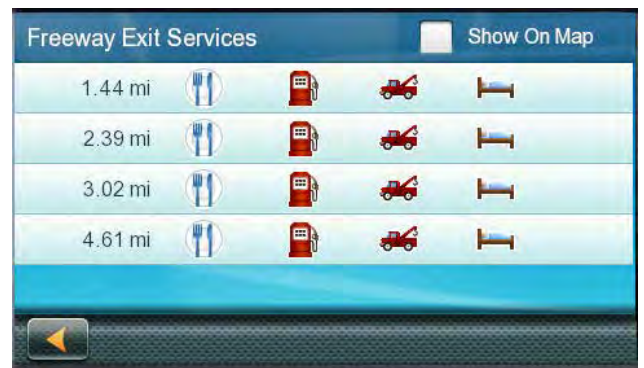 Freeway Exit Services Show On Map
1.44 mi
2.39 mi
3.02 mi
4.61 mi